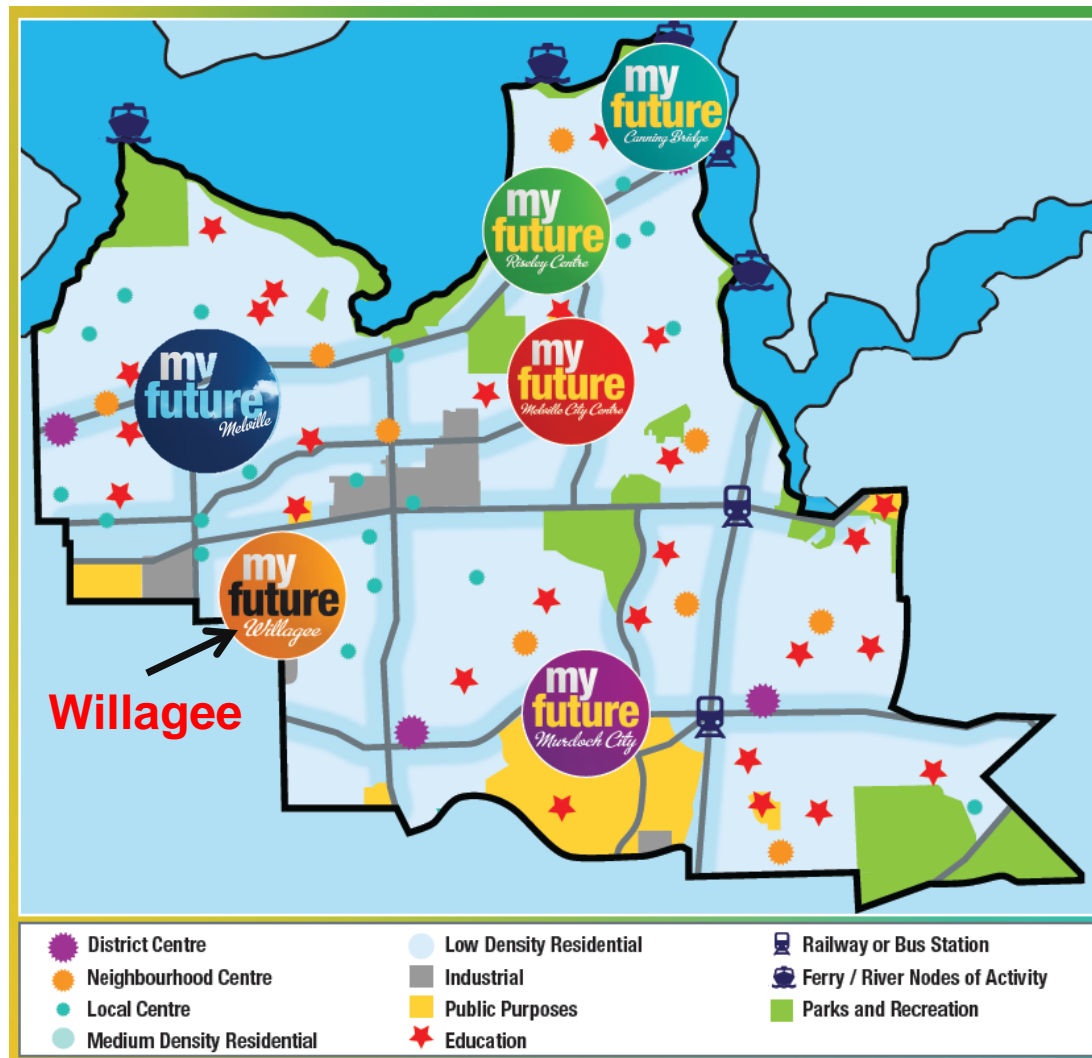 my
future
Canning Bridge
my
future
Riseley Centre
my
future
Melville City Centre
my
future
Melville
my
future
Willagee
Willagee
my
future
Murdoch City
District Centre
Neighbourhood Centre
Local Centre
Medium Density Residential
Low Density Residential
Industrial
Public Purposes
Education
Railway or Bus Station
Ferry / River Nodes of Activity
Parks and Recreation